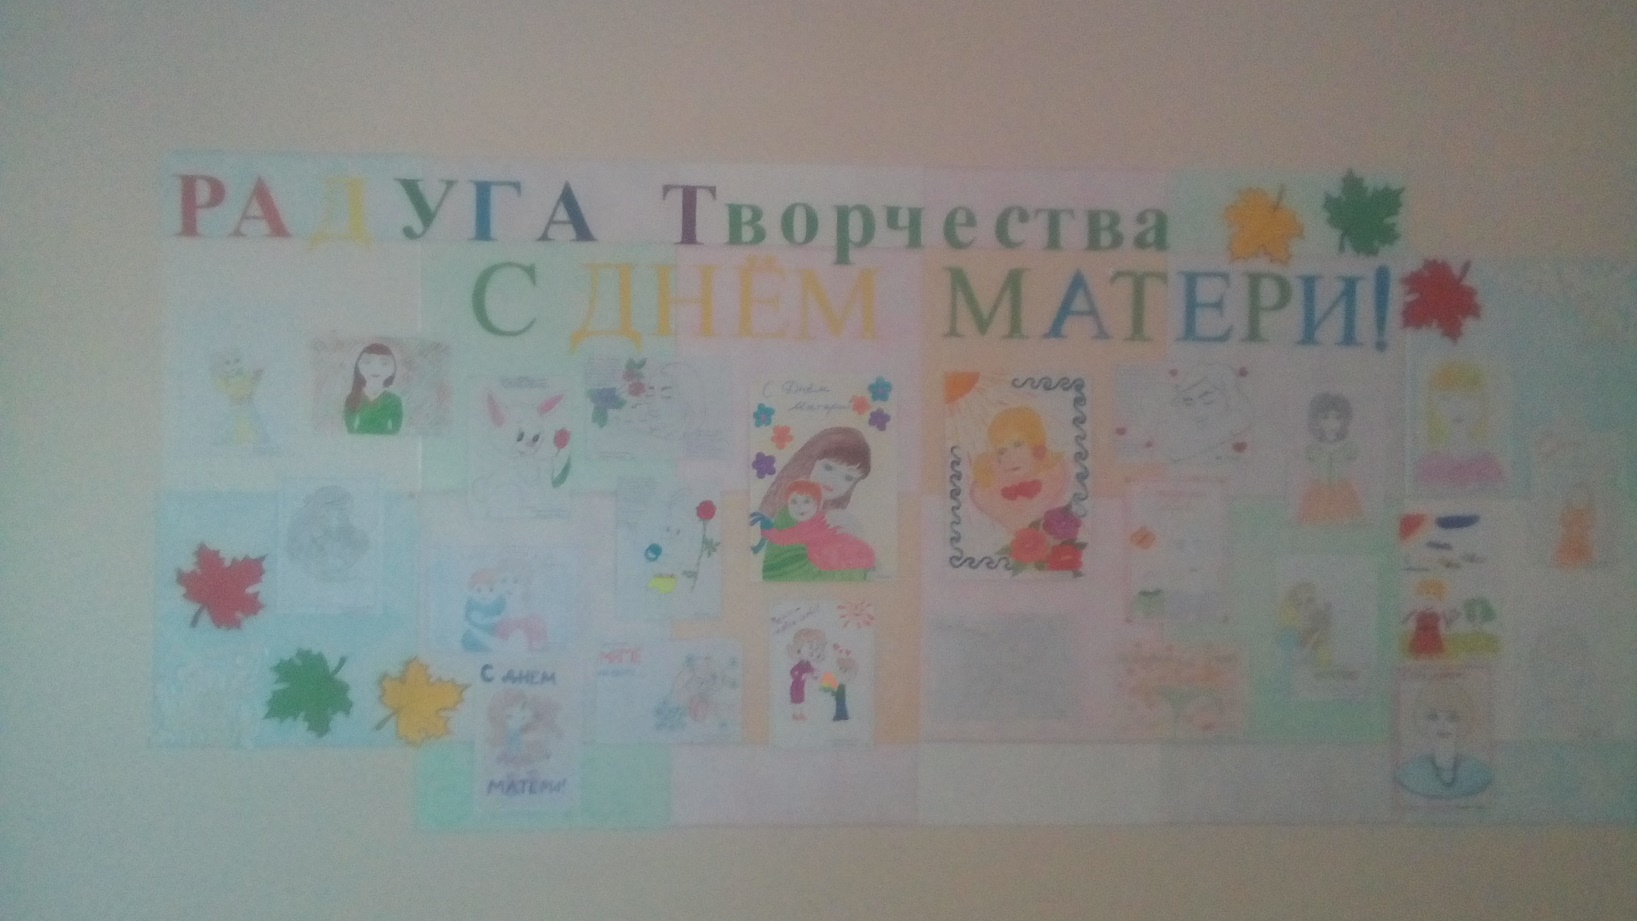 РАДУГА Творчества
С ДНЁМ МАТЕРИ!
С Днём
Матери
С ДНЕМ
МАТЕРИ!